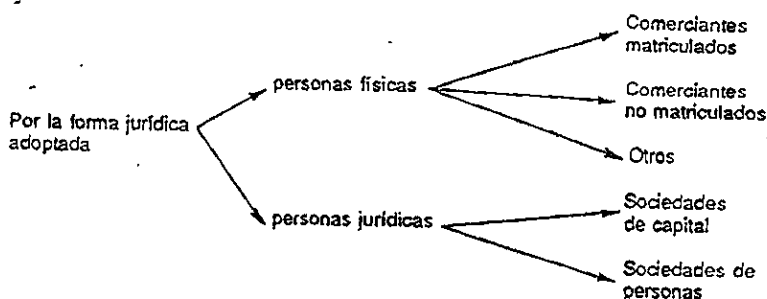 Por la forma jurídica
adoptada
personas físicas
Comerciantes
matriculados
Comerciantes
no matriculados
Otros
personas jurídicas
Sociedades
de capital
Sociedades de
personas